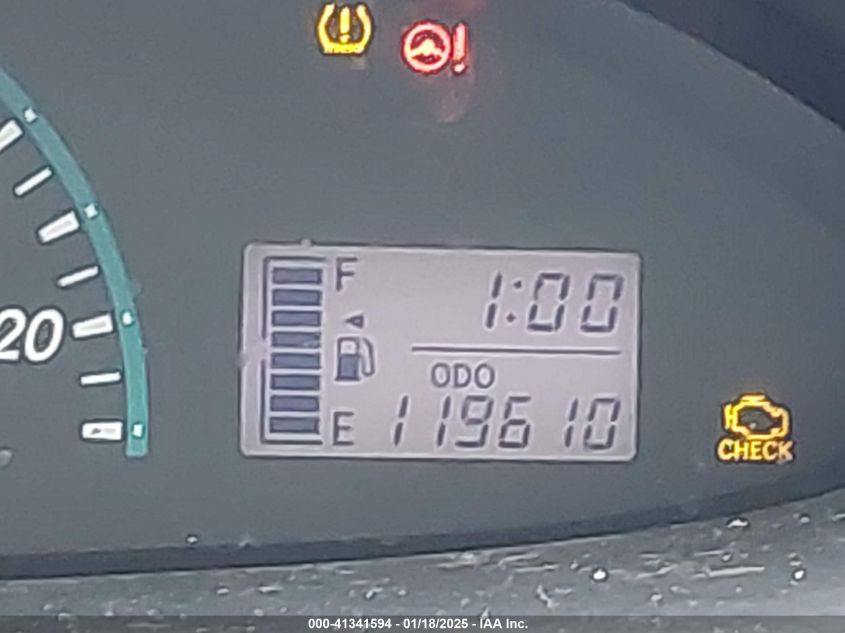 20
F
1:00
ODO
E 119610
CHECK
000-41341594 - 01/18/2025 - IAA Inc.